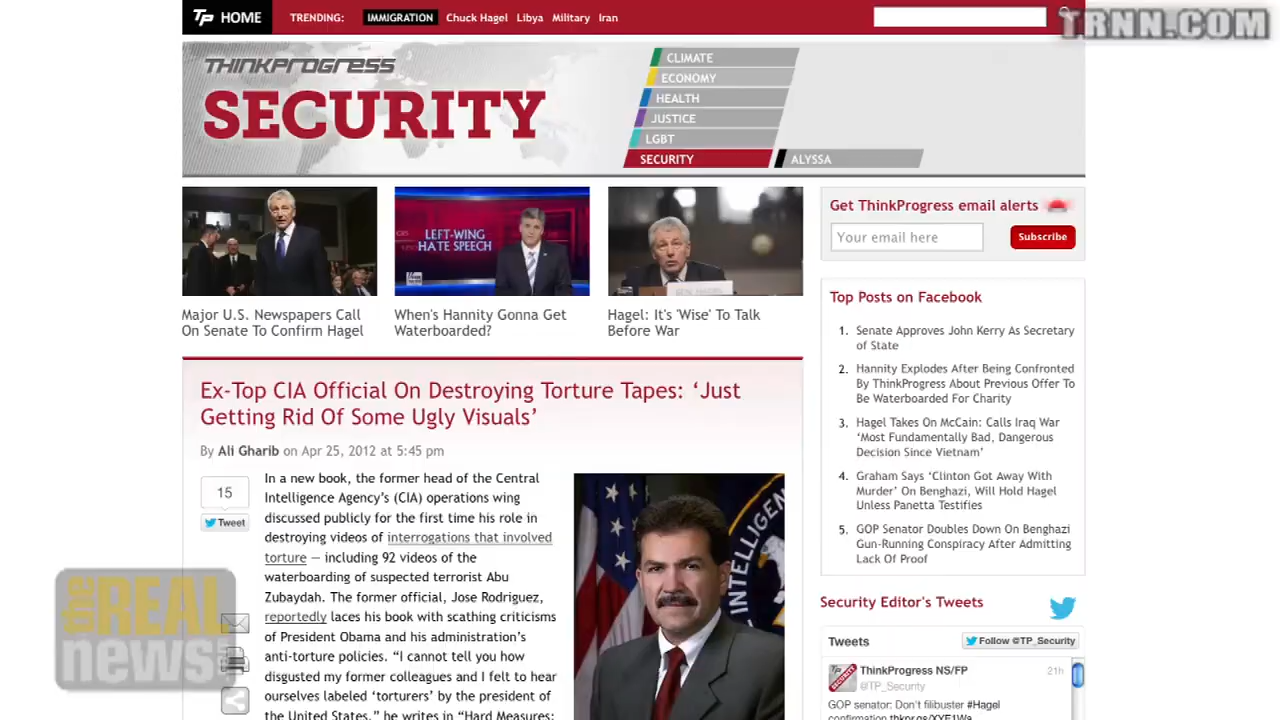 TP HOME
TRENDING: IMMIGRATION Chuck Hagel Libya Military Iran
TRNN.COM
THINKPROGRESS
SECURITY
CLIMATE
ECONOMY
HEALTH
JUSTICE
LGBT
SECURITY
ALYSSA
LEFT-WING
HATE SPEECH
Major U.S. Newspapers Call
On Senate To Confirm Hagel
When's Hannity Gonna Get
Waterboarded?
Hagel: It's 'Wise' To Talk
Before War
Get ThinkProgress email alerts
Your email here
Subscribe
Top Posts on Facebook
1. Senate Approves John Kerry As Secretary
of State
2. Hannity Explodes After Being Confronted
By ThinkProgress About Previous Offer To
Be Waterboarded For Charity
3. Hagel Takes On McCain: Calls Iraq War
‘Most Fundamentally Bad, Dangerous
Decision Since Vietnam’
4. Graham Says ‘Clinton Got Away With
Murder’ On Benghazi, Will Hold Hagel
Unless Panetta Testifies
5. GOP Senator Doubles Down On Benghazi
Gun-Running Conspiracy After Admitting
Lack Of Proof
Ex-Top CIA Official On Destroying Torture Tapes: ‘Just
Getting Rid Of Some Ugly Visuals’
By Ali Gharib on Apr 25, 2012 at 5:45 pm
15
Tweet
In a new book, the former head of the Central
Intelligence Agency’s (CIA) operations wing
discussed publicly for the first time his role in
destroying videos of interrogations that involved
torture — including 92 videos of the
waterboarding of suspected terrorist Abu
Zubaydah. The former official, Jose Rodriguez,
reportedly laces his book with scathing criticisms
of President Obama and his administration’s
anti-torture policies. “I cannot tell you how
disgusted my former colleagues and I felt to hear
ourselves labeled ‘torturers’ by the president of
the United States,” he writes in “Hard Measures:
Security Editor's Tweets
Tweets
Follow @TP_Security
ThinkProgress NS/FP
21h
@TP_Security
GOP senator: Don't filibuster #Hagel
confirmation thkpr.gs/XYE1Wa
the REAL
news